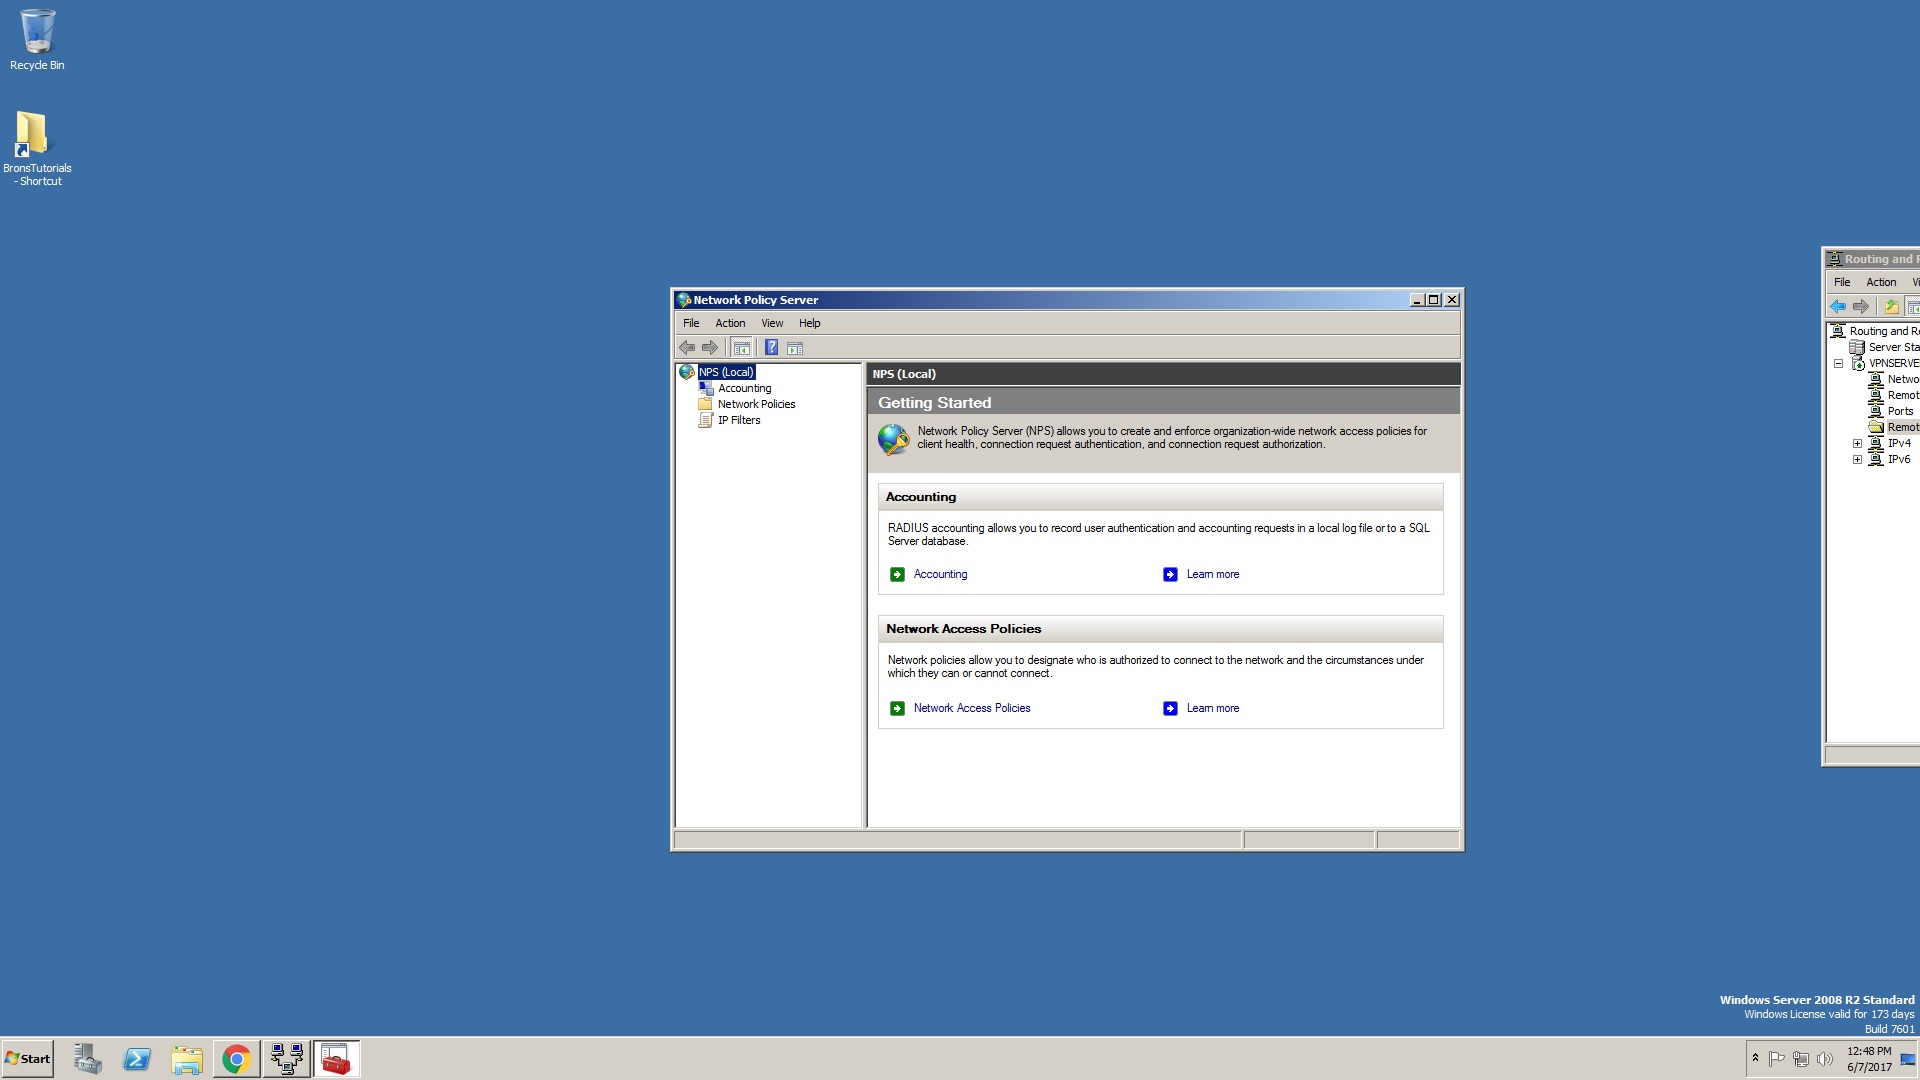 Recycle Bin
BronsTutorials
- Shortcut
Network Policy Server
File Action View Help
NPS (Local)
Accounting
Network Policies
IP Filters
NPS (Local)
Getting Started
Network Policy Server (NPS) allows you to create and enforce organization-wide network access policies for
client health, connection request authentication, and connection request authorization.
Accounting
RADIUS accounting allows you to record user authentication and accounting requests in a local log file or to a SQL
Server database.
Accounting Learn more
Network Access Policies
Network policies allow you to designate who is authorized to connect to the network and the circumstances under
which they can or cannot connect.
Network Access Policies Learn more
Routing and
File Action
Routing and
Server
Ports
IPv4
IPv6
Windows Server 2008 R2 Standard
Windows License valid for 173 days
Build 7601
Start
12:48 PM
6/7/2017